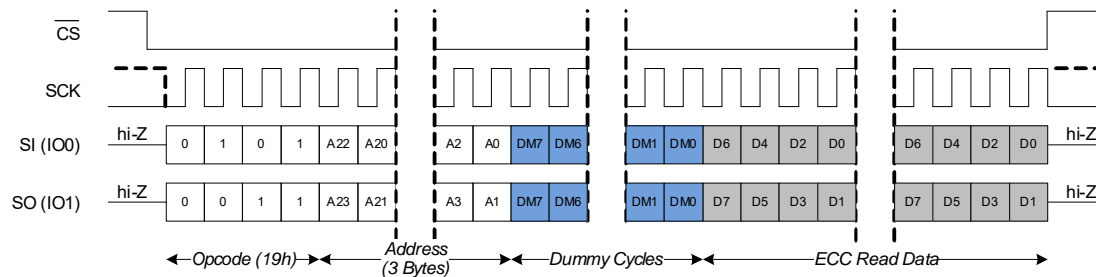 CS
SCK
SI (IO0) hi-Z 0 1 0 1 A22 A20 A2 A0 DM7 DM6 DM1 DM0 D6 D4 D2 D0 D6 D4 D2 D0 hi-Z
SO (IO1) hi-Z 0 0 1 1 A23 A21 A3 A1 DM7 DM6 DM1 DM0 D7 D5 D3 D1 D7 D5 D3 D1 hi-Z
Opcode (19h) Address Dummy Cycles ECC Read Data
(3 Bytes)